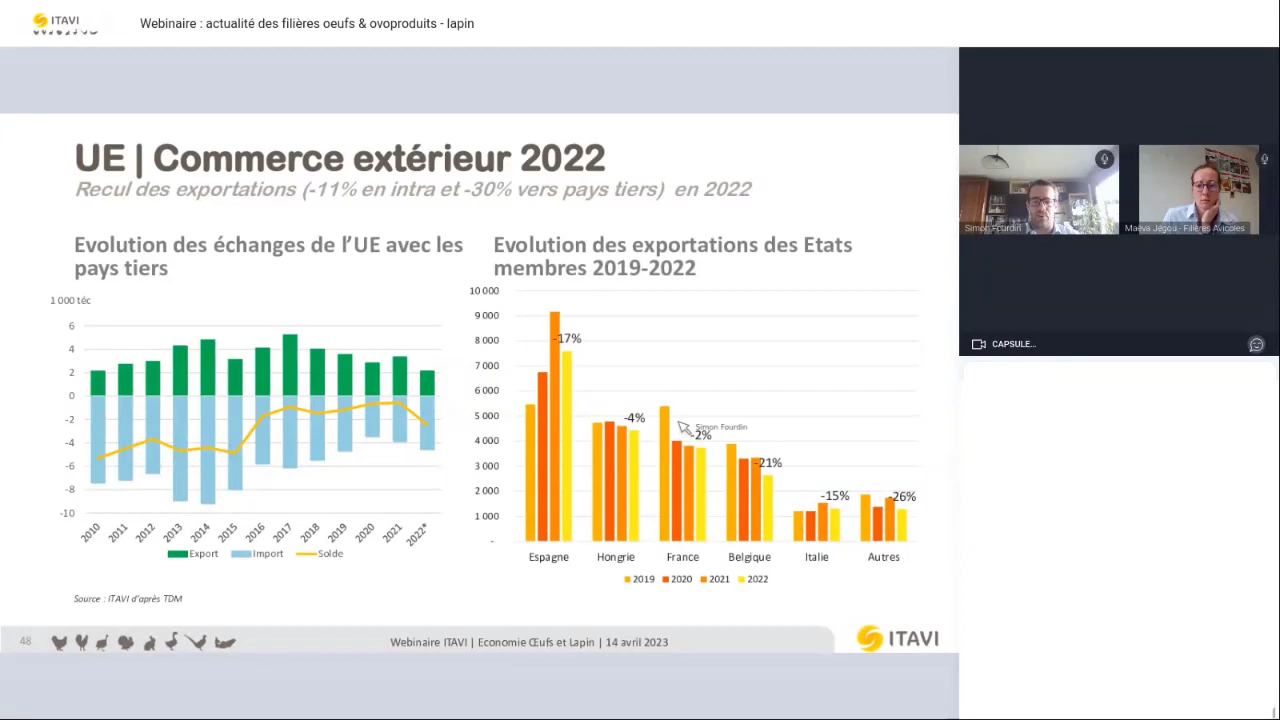 ITAVI
Webinaire : actualité des filières oeufs & ovoproduits - lapin
UE | Commerce extérieur 2022
Recul des exportations (-11% en intra et -30% vers pays tiers) en 2022
Evolution des échanges de l'UE avec les
pays tiers
1 000 téc
6
4
2
0
-2
-4
-6
-8
-10
2010
2011
2012
2013
2014
2015
2016
2017
2018
2019
2020
2021
2022*
Export
Import
Solde
Evolution des exportations des Etats
membres 2019-2022
10 000
9 000
8 000
7 000
6 000
5 000
4 000
3 000
2 000
1 000
-
-17%
-4%
-2%
-21%
-15%
-26%
Simon Fourdin
Espagne
Hongrie
France
Belgique
Italie
Autres
2019
2020
2021
2022
Source : ITAVI d'après TDM
48
Webinaire ITAVI | Economie Œufs et Lapin | 14 avril 2023
ITAVI
Simon Fourdin
Maëva Jégou - Filières Avicoles
CAPSULE...